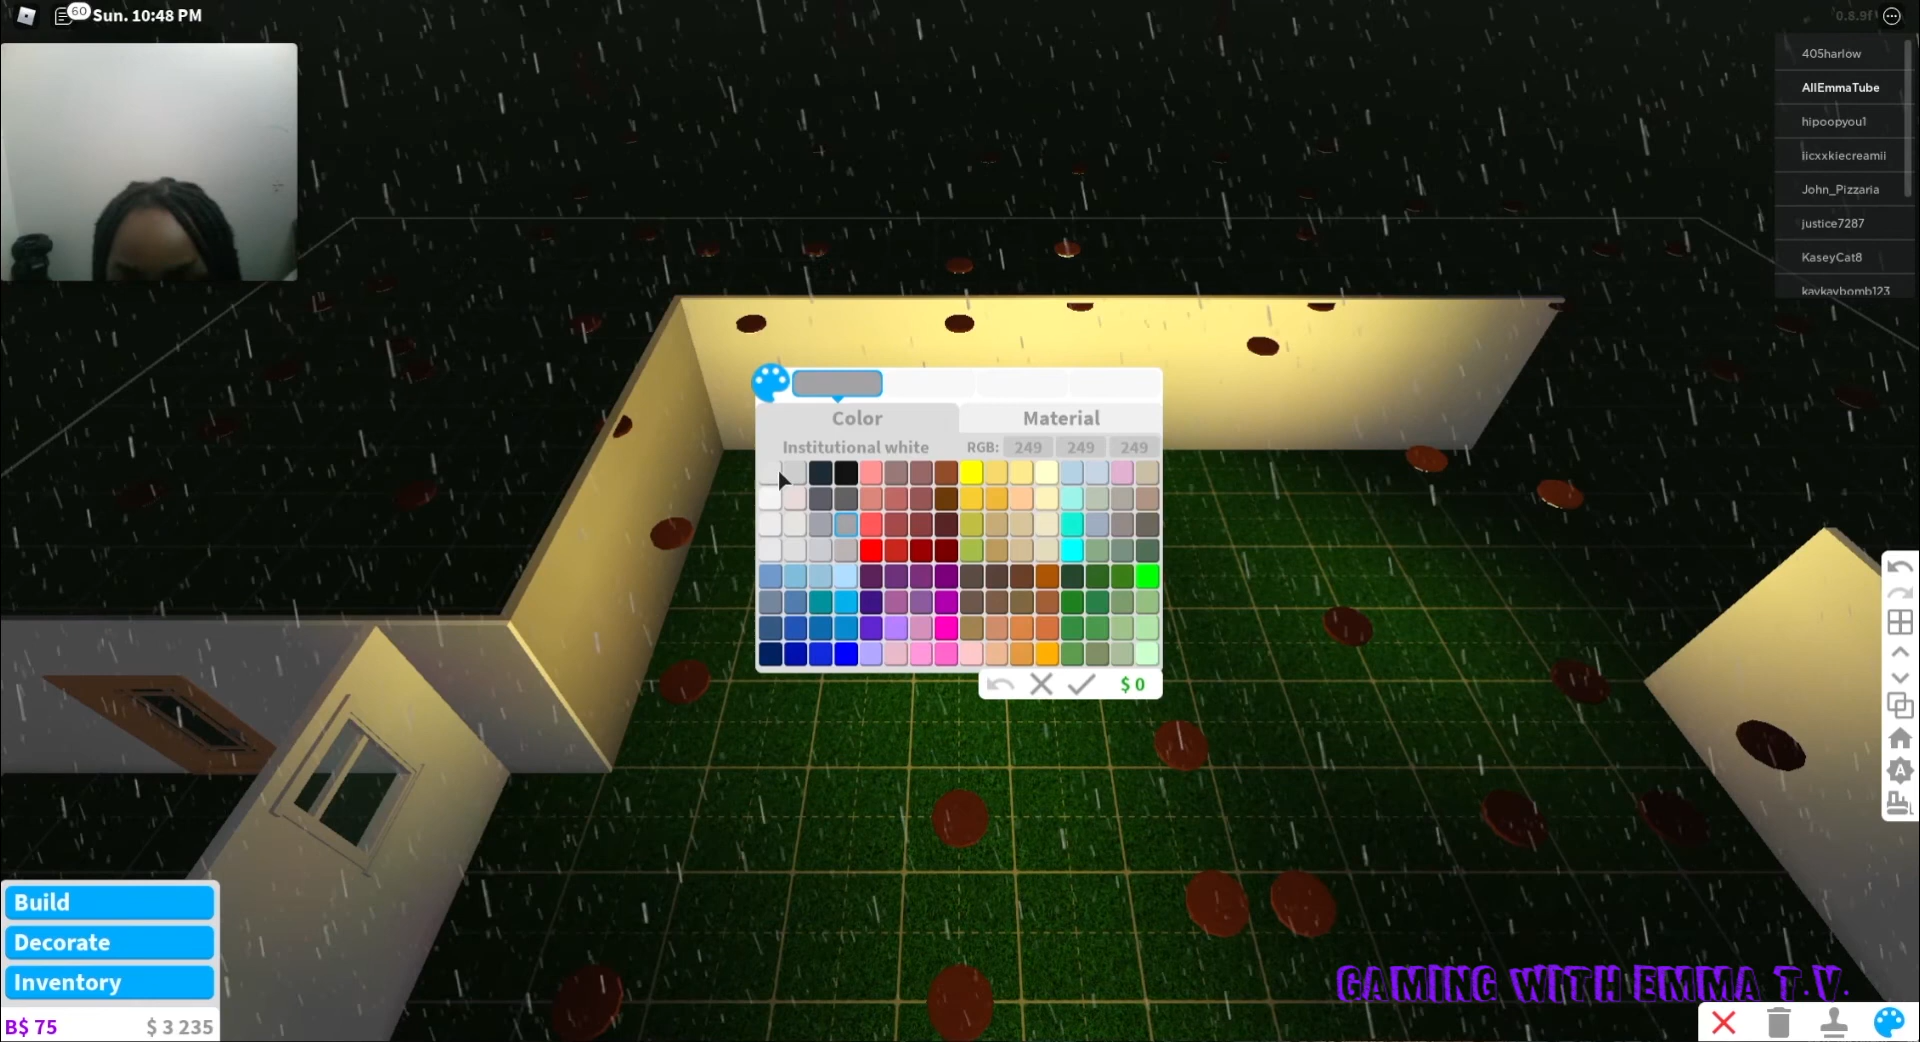 60 Sun. 10:48 PM
0.8.9f
405harlow
AllEmmaTube
hipoopyou1
licxxkiecreamii
John_Pizzaria
justice7287
KaseyCat8
kaykaybomb123
Color
Material
Institutional white RGB: 249 249 249
$ 0
A
Build
Decorate
Inventory
B$ 75 $ 3 235
GAMING WITH EMMA T.V.